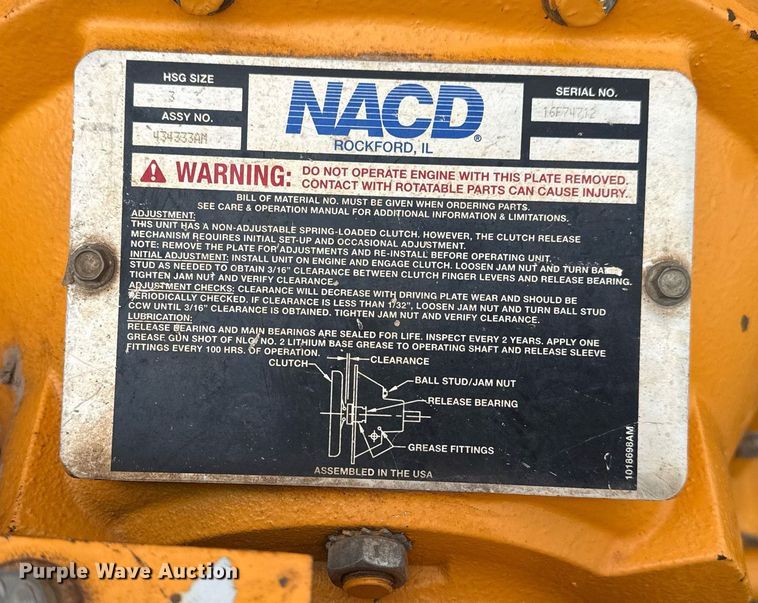 HSG SIZE
3
ASSY NO.
434333AM
NACD®
ROCKFORD, IL
SERIAL NO.
WARNING: DO NOT OPERATE ENGINE WITH THIS PLATE REMOVED.
CONTACT WITH ROTATABLE PARTS CAN CAUSE INJURY.
BILL OF MATERIAL NO. MUST BE GIVEN WHEN ORDERING PARTS.
SEE CARE & OPERATION MANUAL FOR ADDITIONAL INFORMATION & LIMITATIONS.
ADJUSTMENT:
THIS UNIT HAS A NON-ADJUSTABLE SPRING-LOADED CLUTCH. HOWEVER, THE CLUTCH RELEASE
MECHANISM REQUIRES INITIAL SET-UP AND OCCASIONAL ADJUSTMENT.
NOTE: REMOVE THE PLATE FOR ADJUSTMENTS AND RE-INSTALL BEFORE OPERATING UNIT.
INITIAL ADJUSTMENT: INSTALL UNIT ON ENGINE AND ENGAGE CLUTCH. LOOSEN JAM NUT AND TURN BALL
STUD AS NEEDED TO OBTAIN 3/16" CLEARANCE BETWEEN CLUTCH FINGER LEVERS AND RELEASE BEARING.
TIGHTEN JAM NUT AND VERIFY CLEARANCE.
ADJUSTMENT CHECKS: CLEARANCE WILL DECREASE WITH DRIVING PLATE WEAR AND SHOULD BE
PERIODICALLY CHECKED. IF CLEARANCE IS LESS THAN 1/32", LOOSEN JAM NUT AND TURN BALL STUD
CCW UNTIL 3/16" CLEARANCE IS OBTAINED. TIGHTEN JAM NUT AND VERIFY CLEARANCE.
LUBRICATION:
RELEASE BEARING AND MAIN BEARINGS ARE SEALED FOR LIFE. INSPECT EVERY 2 YEARS. APPLY ONE
GREASE GUN SHOT OF NLGI NO. 2 LITHIUM BASE GREASE TO OPERATING SHAFT AND RELEASE SLEEVE
FITTINGS EVERY 100 HRS. OF OPERATION.
CLEARANCE
CLUTCH
BALL STUD/JAM NUT
RELEASE BEARING
GREASE FITTINGS
ASSEMBLED IN THE USA
1018698AM
Purple Wave Auction